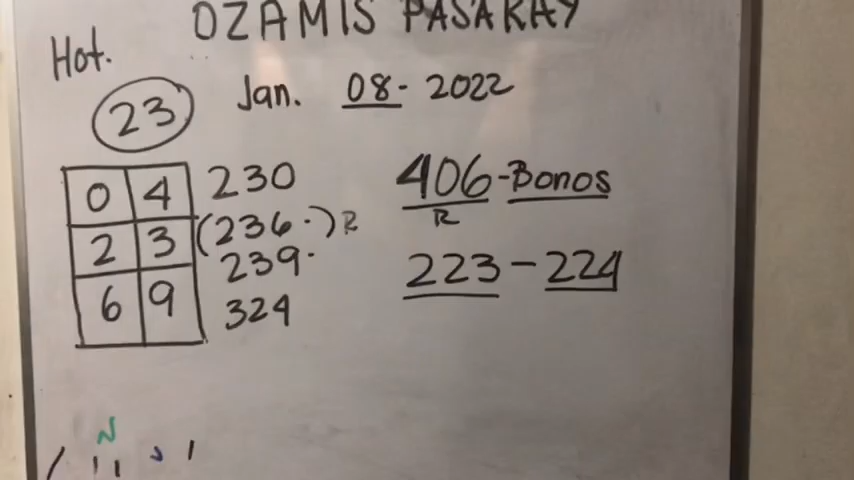 OZAMIS PASAKAY
Hot.
Jan. 08- 2022
23
0 4
2 3
6 9
230
(236.) R
239.
324
406-Bonos
R
223-224
N